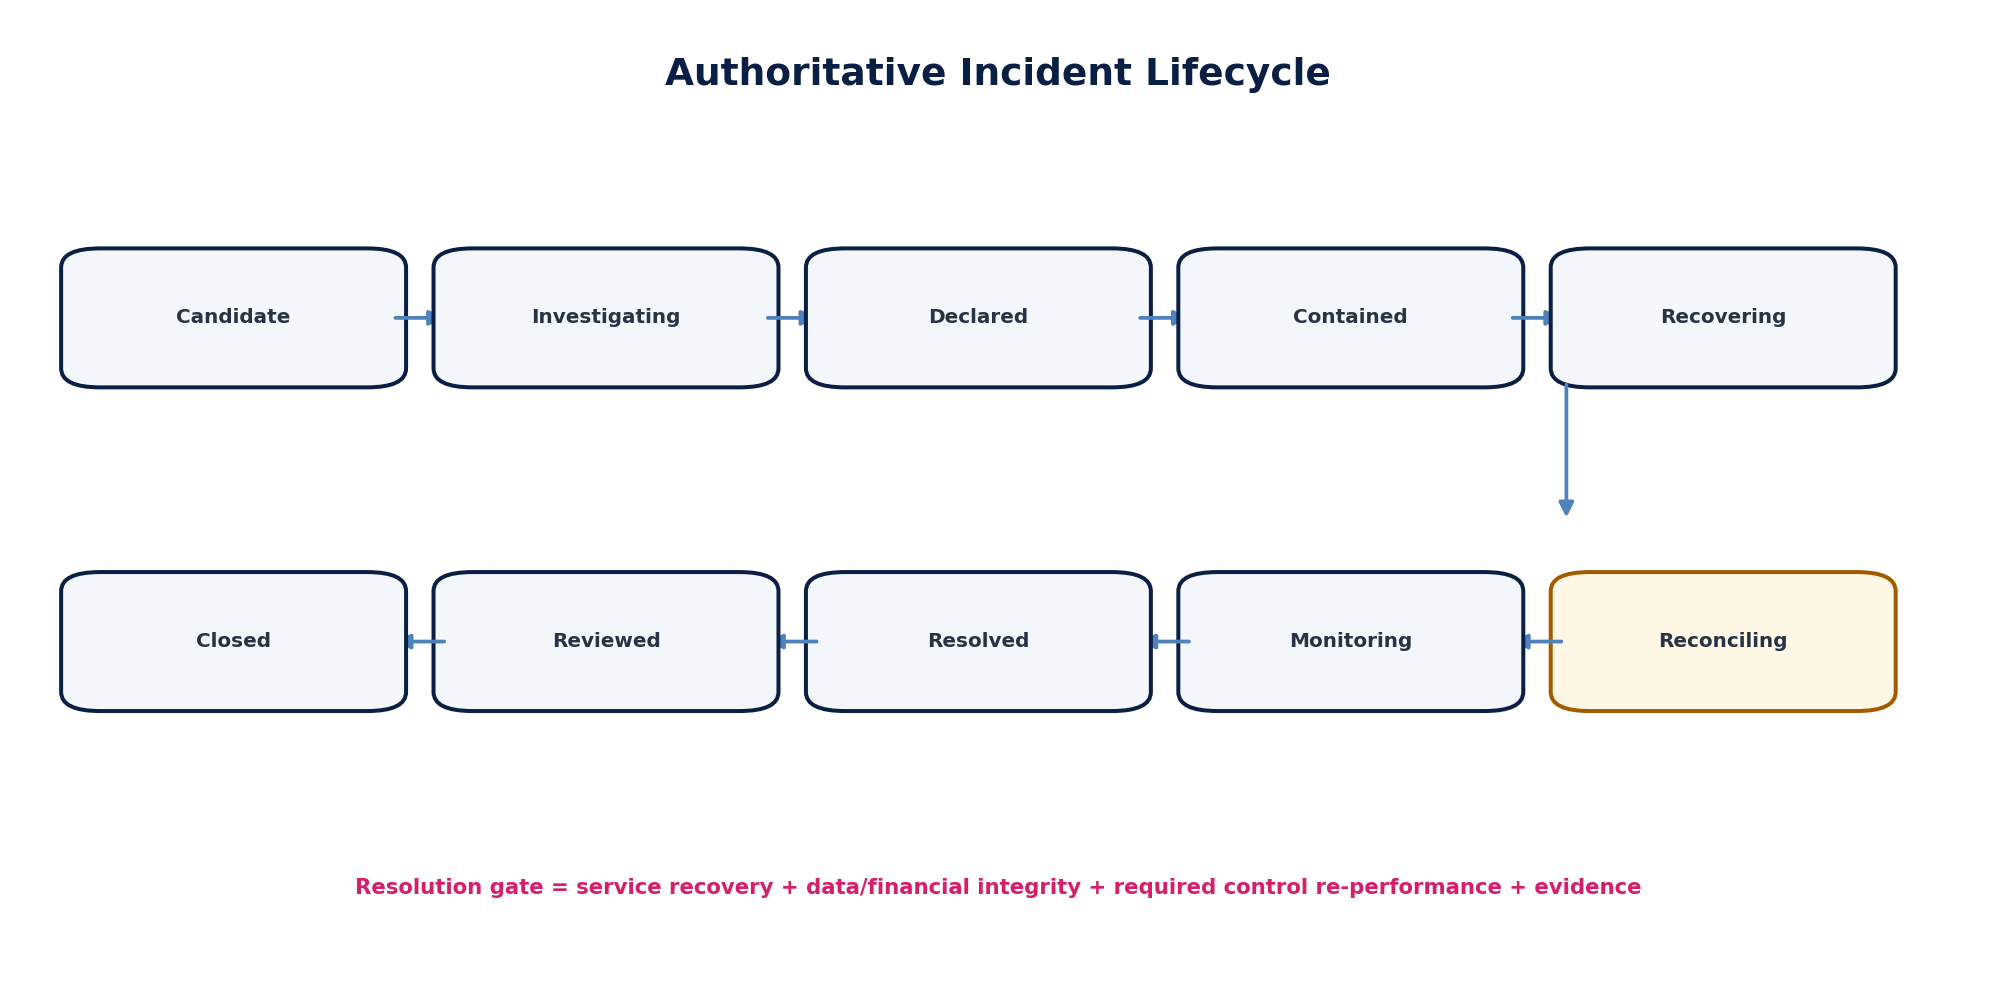 Authoritative Incident Lifecycle
Candidate
Investigating
Declared
Contained
Recovering
Closed
Reviewed
Resolved
Monitoring
Reconciling
Resolution gate = service recovery + data/financial integrity + required control re-performance + evidence